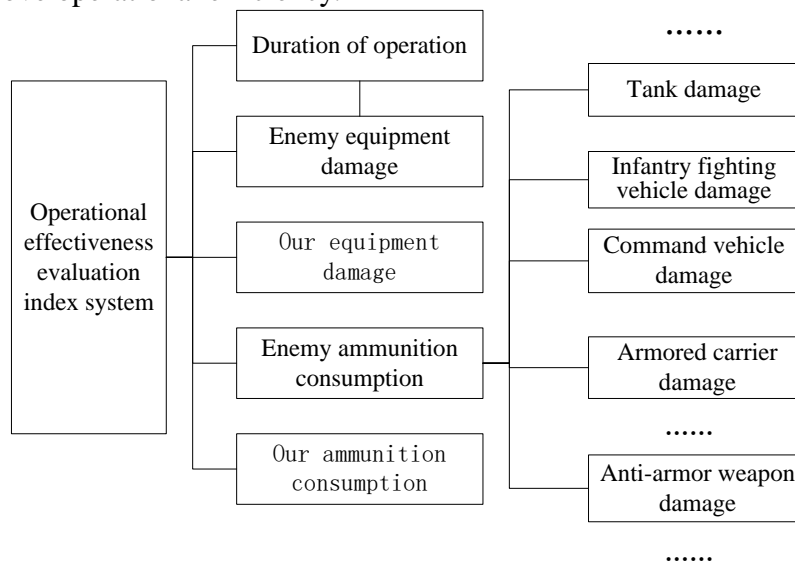 Duration of operation
Enemy equipment
damage
Operational
effectiveness
evaluation
index system
Our equipment
damage
Enemy ammunition
consumption
Our ammunition
consumption
……
Tank damage
Infantry fighting
vehicle damage
Command vehicle
damage
Armored carrier
damage
……
Anti-armor weapon
damage
……